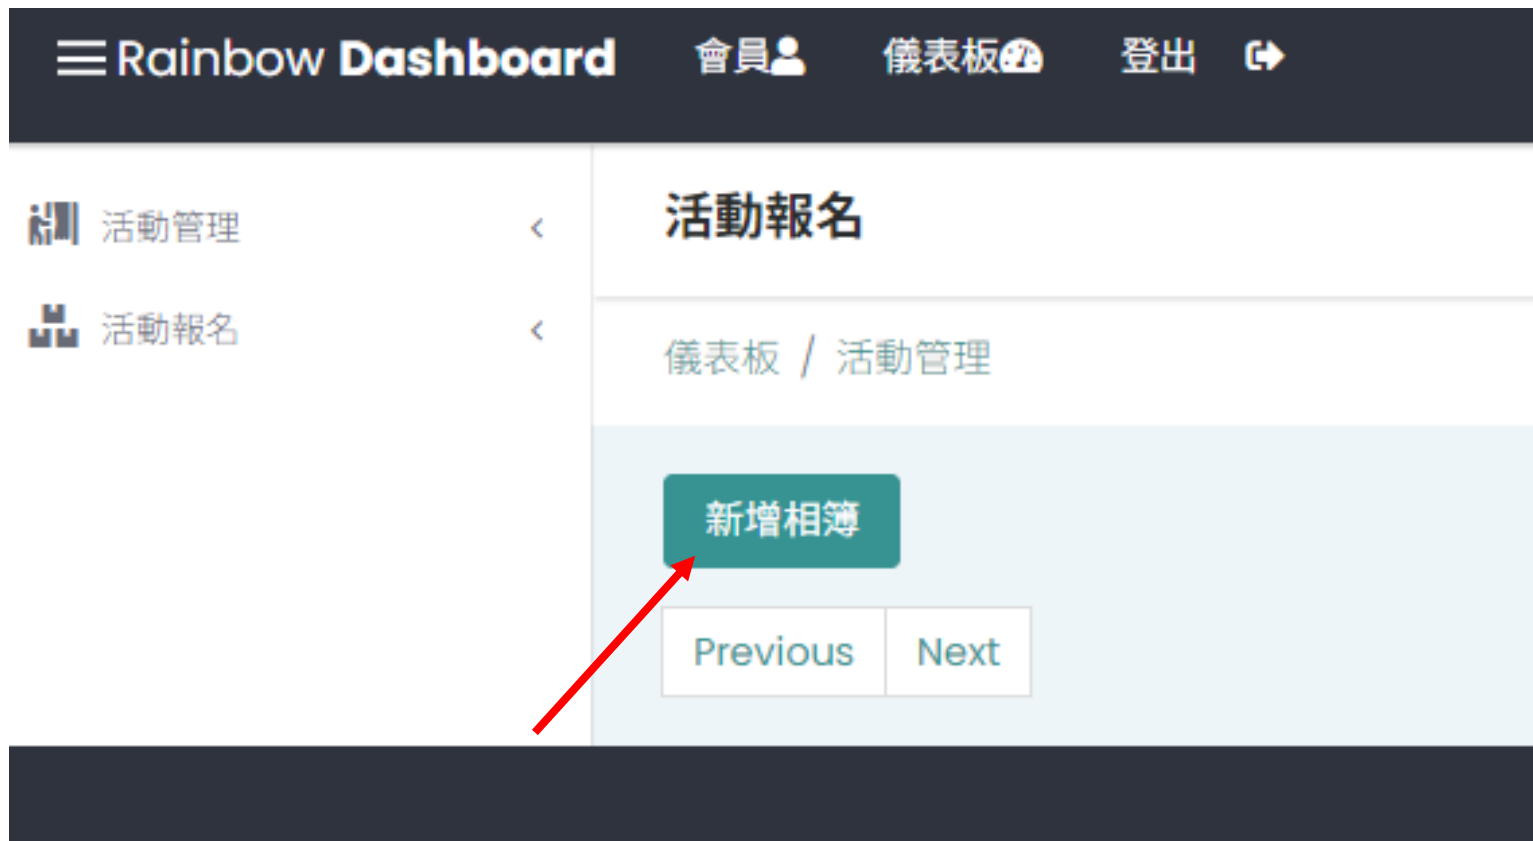 Rainbow Dashboard 會員 儀表板 登出
活動管理
活動報名
活動報名
儀表板 / 活動管理
新增相簿
Previous Next